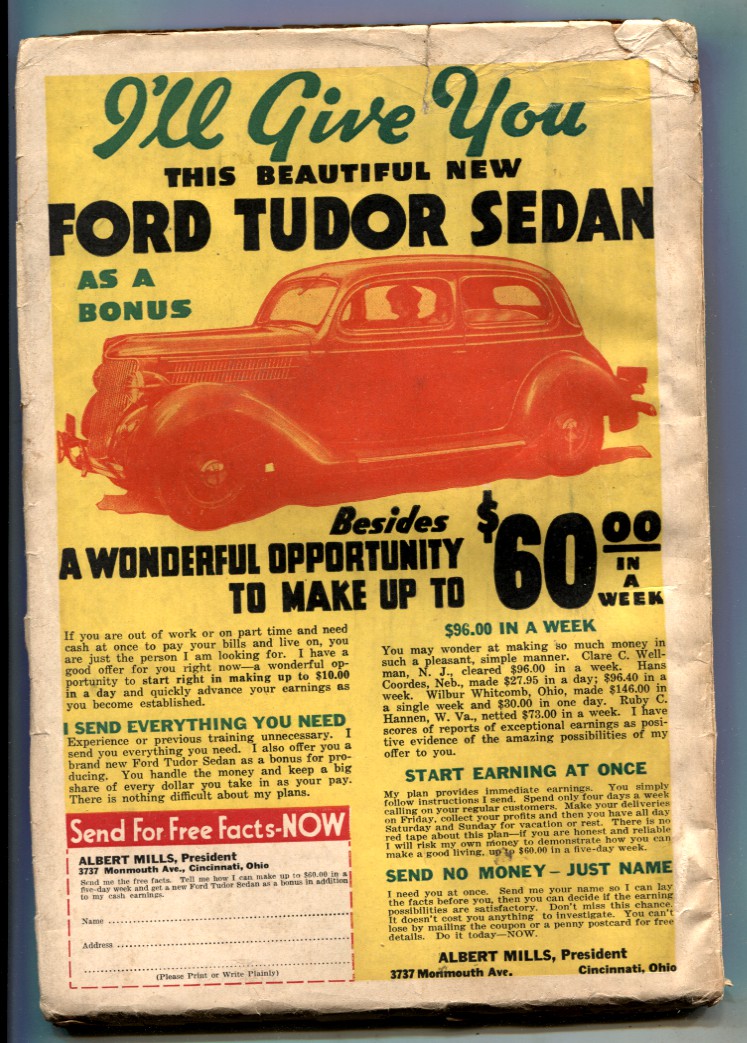 I'll Give You
THIS BEAUTIFUL NEW
FORD TUDOR SEDAN
AS A
BONUS
Besides
A WONDERFUL OPPORTUNITY
TO MAKE UP TO
$60.00
IN
A
WEEK
If you are out of work or on part time and need
cash at once to pay your bills and live on, you
are just the person I am looking for. I have a
good offer for you right now—a wonderful op-
portunity to start right in making up to $10.00
in a day and quickly advance your earnings as
you become established.
I SEND EVERYTHING YOU NEED
Experience or previous training unnecessary. I
send you everything you need. I also offer you a
brand new Ford Tudor Sedan as a bonus for pro-
ducing. You handle the money and keep a big
share of every dollar you take in as your pay.
There is nothing difficult about my plans.
Send For Free Facts-NOW
ALBERT MILLS, President
3737 Monmouth Ave., Cincinnati, Ohio
Send me the free facts. Tell me how I can make up to $60.00 in a
five-day week and get a new Ford Tudor Sedan as a bonus in addition
to my cash earnings.
Name
Address
(Please Print or Write Plainly)
$96.00 IN A WEEK
You may wonder at making so much money in
such a pleasant, simple manner. Clare C. Well-
man, N. J., cleared $96.00 in a week. Hans
Coordes, Neb., made $27.95 in a day; $96.40 in a
week. Wilbur Whitcomb, Ohio, made $146.00 in
a single week and $30.00 in one day. Ruby C.
Hannen, W. Va., netted $73.00 in a week. I have
scores of reports of exceptional earnings as posi-
tive evidence of the amazing possibilities of my
offer to you.
START EARNING AT ONCE
My plan provides immediate earnings. You simply
follow instructions I send. Spend only four days a week
calling on your regular customers. Make your deliveries
on Friday, collect your profits and then you have all day
Saturday and Sunday for vacation or rest. There is no
red tape about this plan—if you are honest and reliable
I will risk my own money to demonstrate how you can
make a good living, up to $60.00 in a five-day week.
SEND NO MONEY—JUST NAME
I need you at once. Send me your name so I can lay
the facts before you, then you can decide if the earning
possibilities are satisfactory. Don't miss this chance.
It doesn't cost you anything to investigate. You can't
lose by mailing the coupon or a penny postcard for free
details. Do it today—NOW.
ALBERT MILLS, President
3737 Monmouth Ave. Cincinnati, Ohio